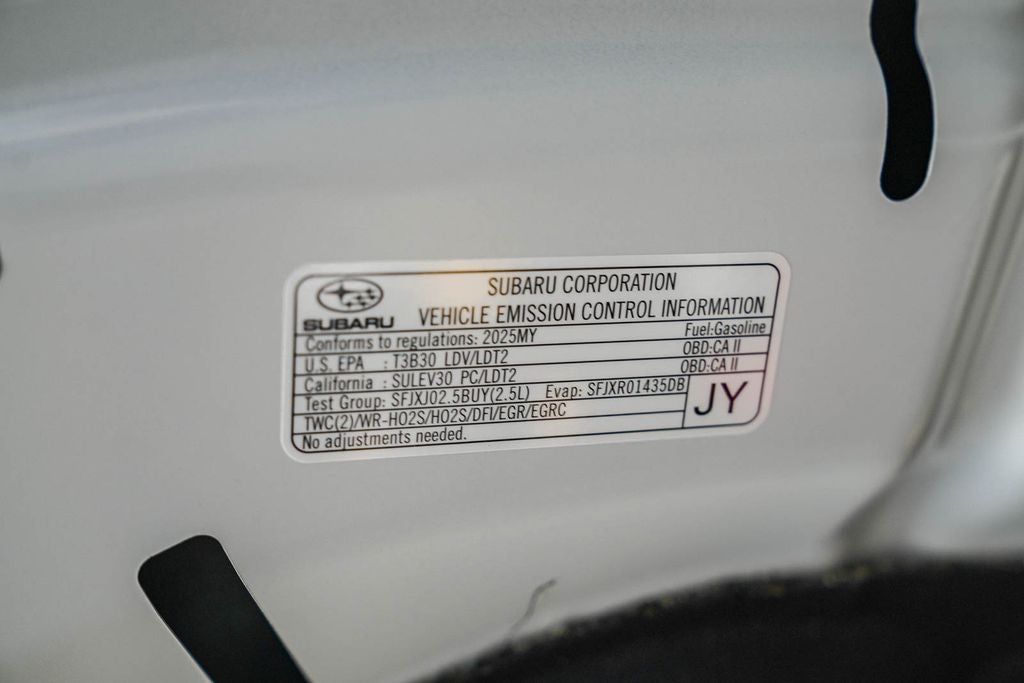 SUBARU
SUBARU CORPORATION
VEHICLE EMISSION CONTROL INFORMATION
Conforms to regulations: 2025MY Fuel:Gasoline
U.S. EPA : T3B30 LDV/LDT2 OBD:CA II
California : SULEV30 PC/LDT2 OBD:CA II
Test Group: SFJXJ02.5BUY(2.5L) Evap: SFJXR01435DB
TWC(2)/WR-HO2S/HO2S/DFI/EGR/EGRC
No adjustments needed.
JY